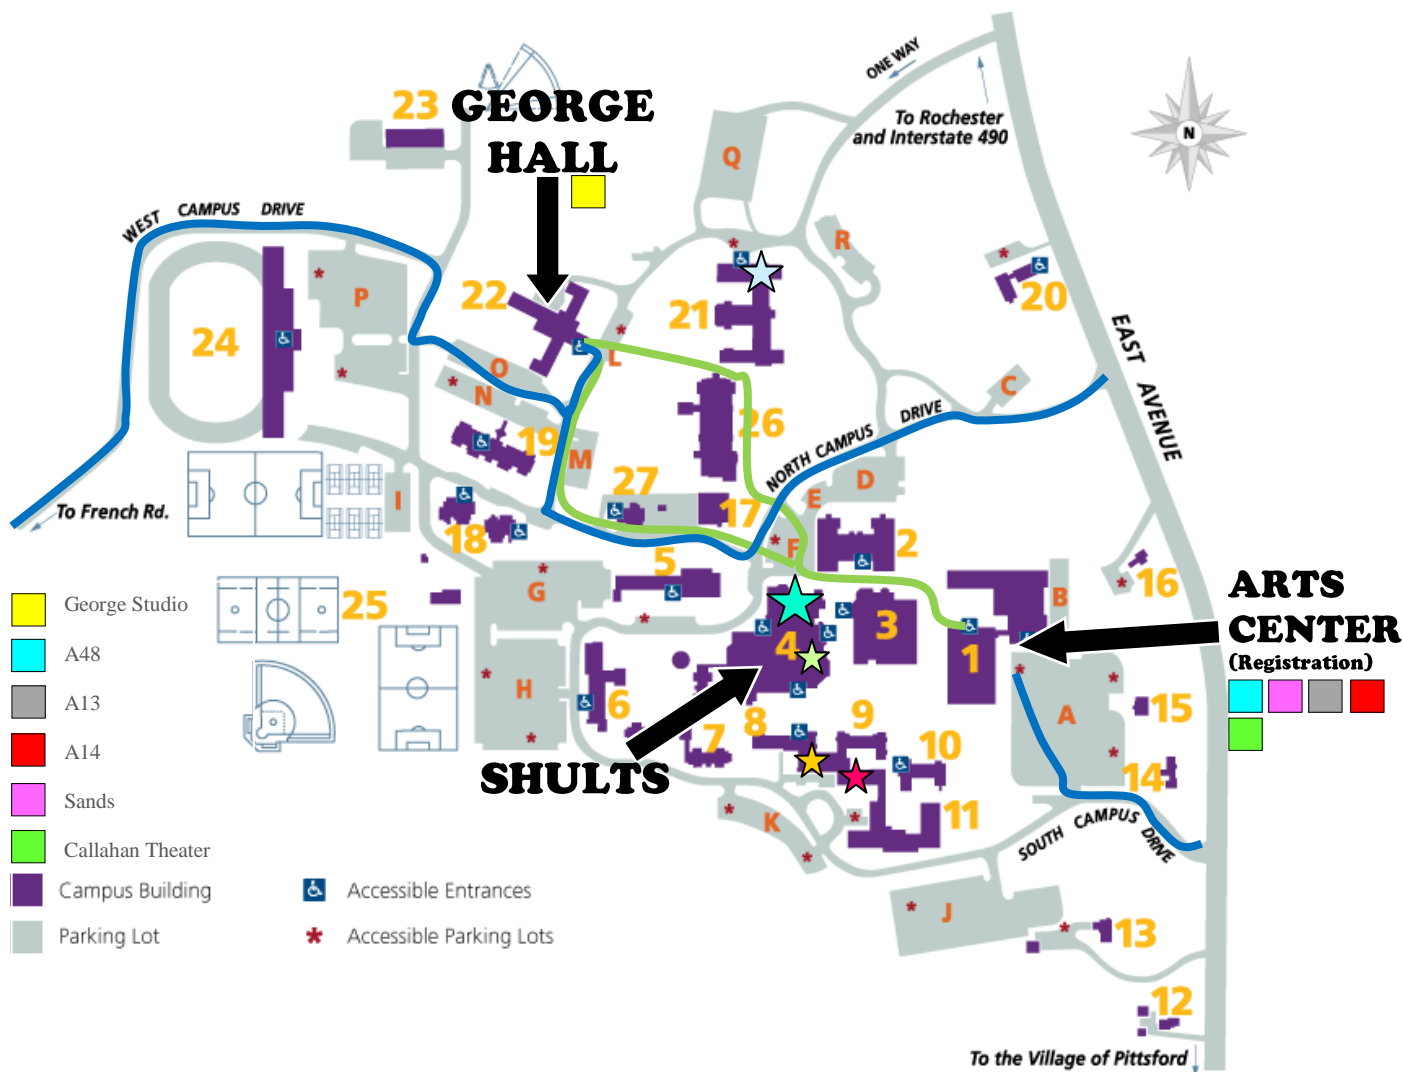 ONE WAY
To Rochester
and Interstate 490
N
23
GEORGE
HALL
Q
WEST CAMPUS DRIVE
R
P
22
21
20
24
L
O
N
C
EAST AVENUE
NORTH CAMPUS DRIVE
26
19
M
D
27
E
I
17
To French Rd.
18
F
2
5
16
G
B
25
ARTS
CENTER
(Registration)
George Studio
A48
A13
A14
Sands
Callahan Theater
Campus Building
Parking Lot
Accessible Entrances
* Accessible Parking Lots
3
4
1
H
6
A
15
8
9
7
10
14
SHULTS
K
11
SOUTH CAMPUS DRIVE
J
13
12
To the Village of Pittsford